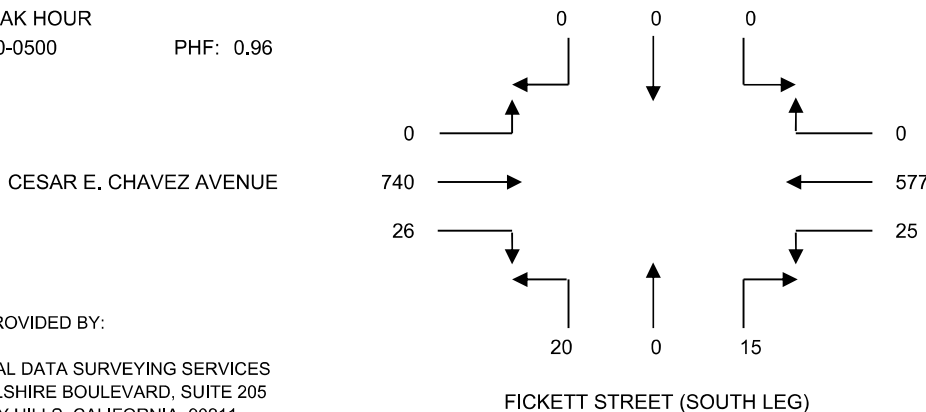 AK HOUR
0-0500 PHF: 0.96
0 0 0
0 0
CESAR E. CHAVEZ AVENUE 740 577
26 25
ROVIDED BY:
20 0 15
AL DATA SURVEYING SERVICES
LSHIRE BOULEVARD, SUITE 205
FICKETT STREET (SOUTH LEG)